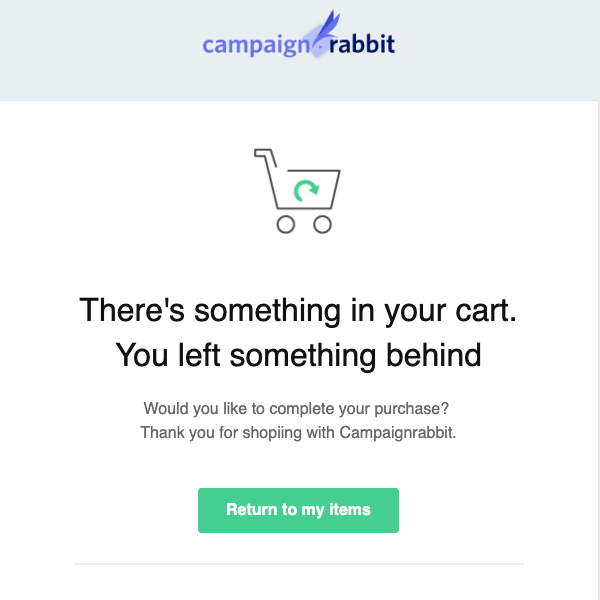 campaignrabbit
There's something in your cart.
You left something behind
Would you like to complete your purchase?
Thank you for shopiing with Campaignrabbit.
Return to my items